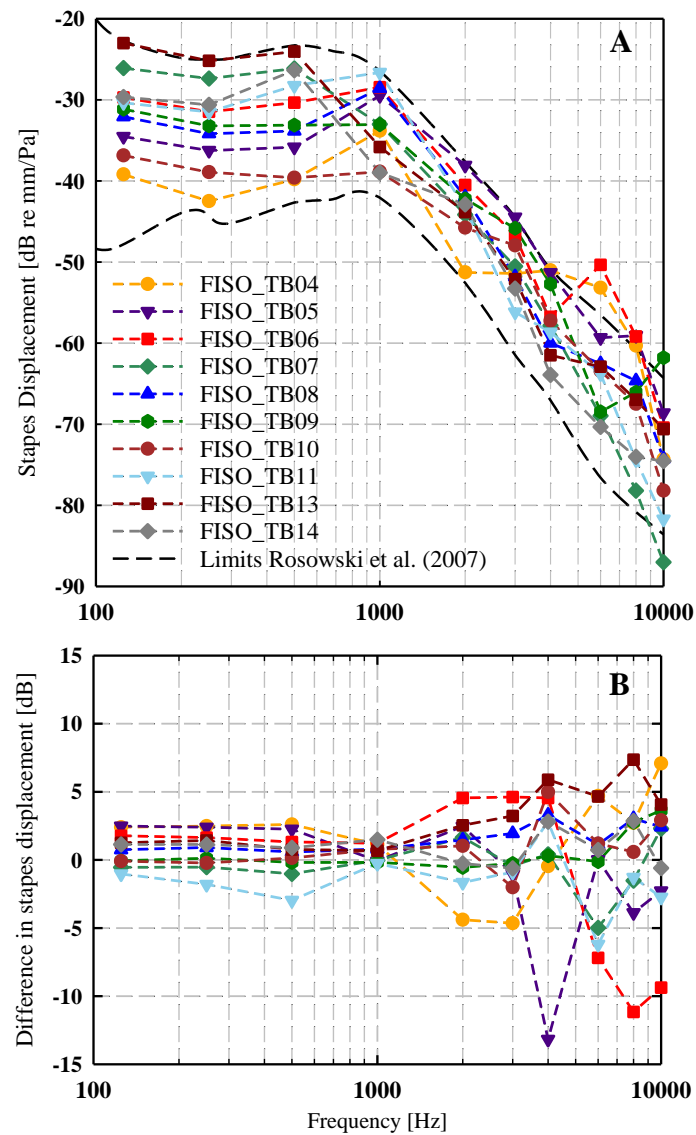 A
Stapes Displacement [dB re mm/Pa]
-20
-30
-40
-50
-60
-70
-80
-90
FISO_TB04
FISO_TB05
FISO_TB06
FISO_TB07
FISO_TB08
FISO_TB09
FISO_TB10
FISO_TB11
FISO_TB13
FISO_TB14
Limits Rosowski et al. (2007)
100 1000 10000
B
Difference in stapes displacement [dB]
15
10
5
0
-5
-10
-15
100 1000 10000
Frequency [Hz]